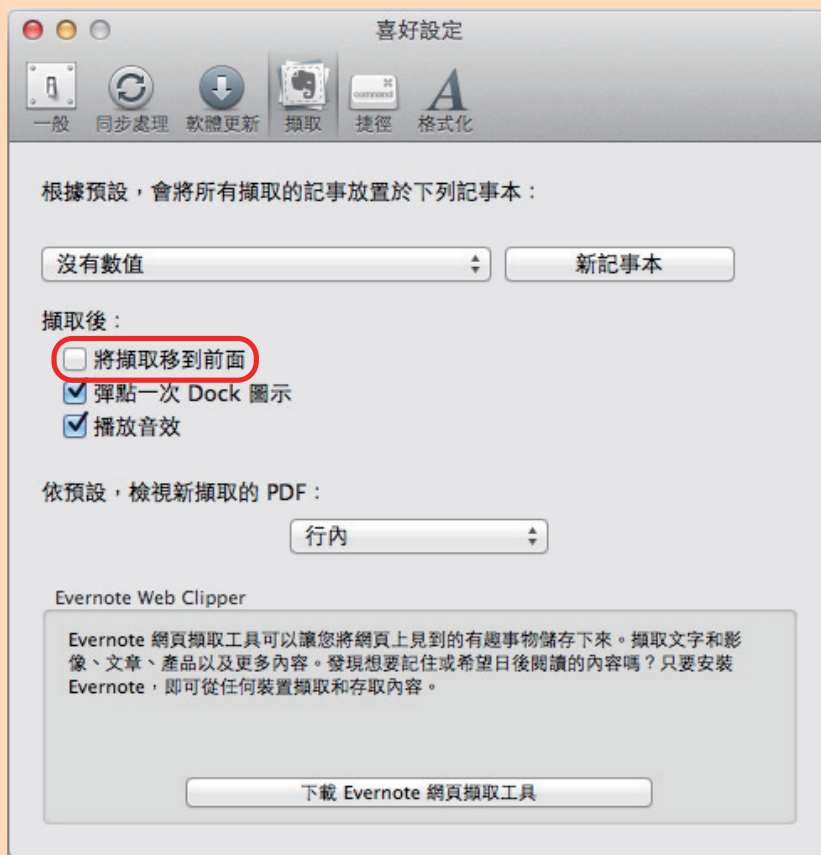 喜好設定
一般 同步處理 軟體更新 擷取 捷徑 格式化
command
根據預設，會將所有擷取的記事放置於下列記事本：
沒有數值 新記事本
擷取後：
將擷取移到前面
彈點一次 Dock 圖示
播放音效
依預設，檢視新擷取的 PDF：
行內
Evernote Web Clipper
Evernote 網頁擷取工具可以讓您將網頁上見到的有趣事物儲存下來。擷取文字和影
像、文章、產品以及更多內容。發現想要記住或希望日後閱讀的內容嗎？只要安裝
Evernote，即可從任何裝置擷取和存取內容。
下載 Evernote 網頁擷取工具